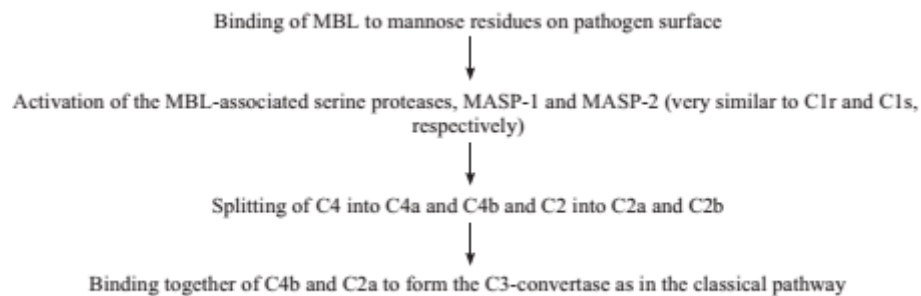 Binding of MBL to mannose residues on pathogen surface
Activation of the MBL-associated serine proteases, MASP-1 and MASP-2 (very similar to C1r and C1s,
respectively)
Splitting of C4 into C4a and C4b and C2 into C2a and C2b
Binding together of C4b and C2a to form the C3-convertase as in the classical pathway